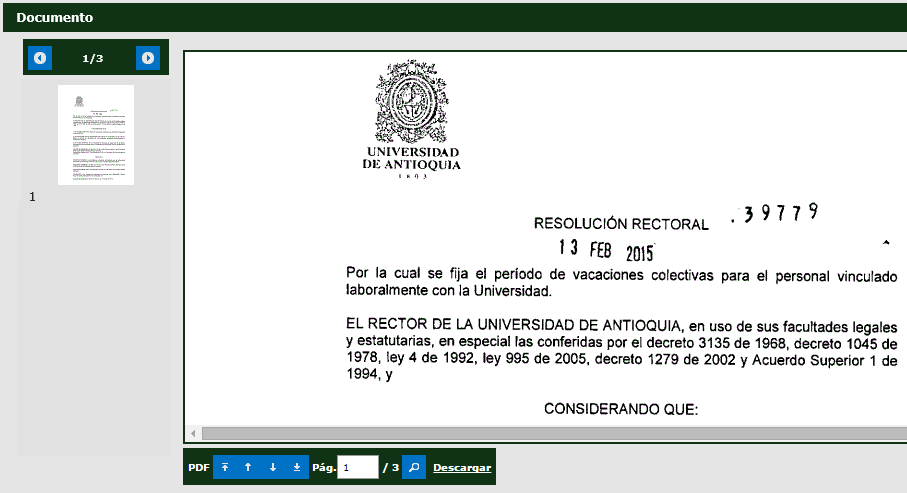 Documento
1/3
1
UNIVERSIDAD
DE ANTIOQUIA
1803
RESOLUCIÓN RECTORAL . 39779
13 FEB 2015
Por la cual se fija el período de vacaciones colectivas para el personal vinculado
laboralmente con la Universidad.
EL RECTOR DE LA UNIVERSIDAD DE ANTIOQUIA, en uso de sus facultades legales
y estatutarias, en especial las conferidas por el decreto 3135 de 1968, decreto 1045 de
1978, ley 4 de 1992, ley 995 de 2005, decreto 1279 de 2002 y Acuerdo Superior 1 de
1994, y
CONSIDERANDO QUE:
PDF Pág. 1 / 3 Descargar